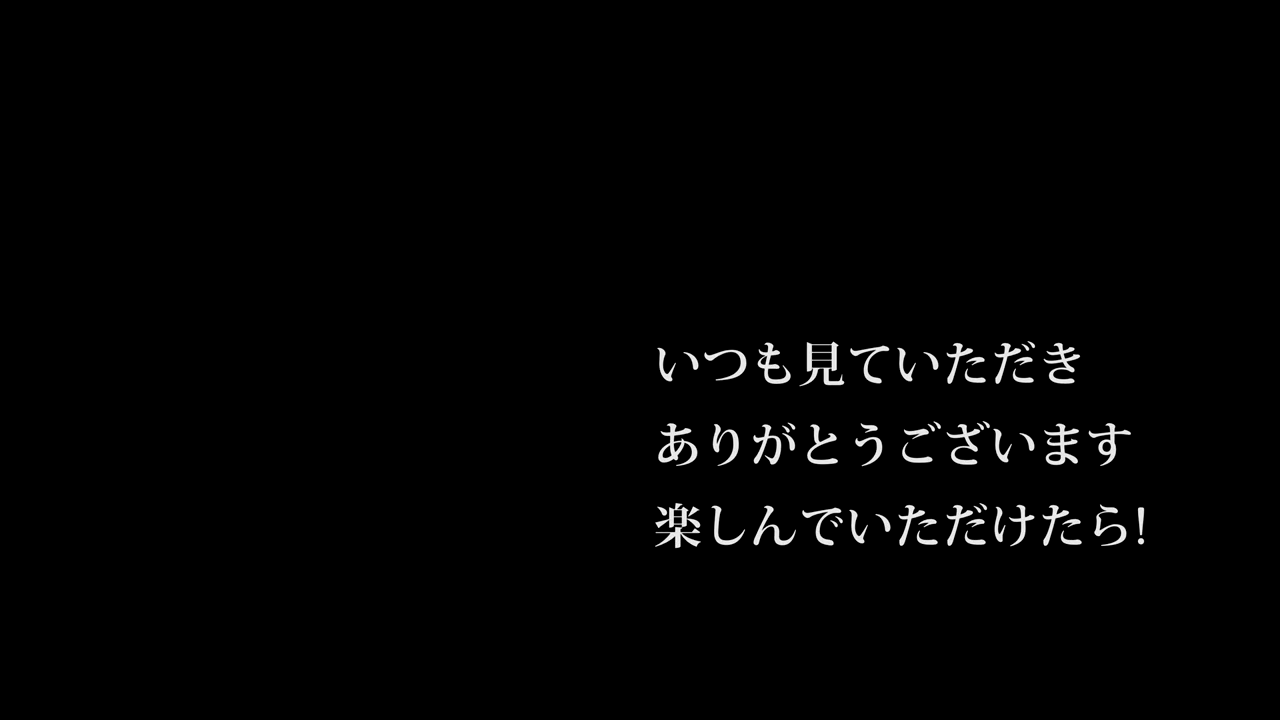 いつも見ていただき
ありがとうございます
楽しんでいただけたら!